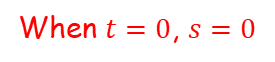 When t = 0, s = 0